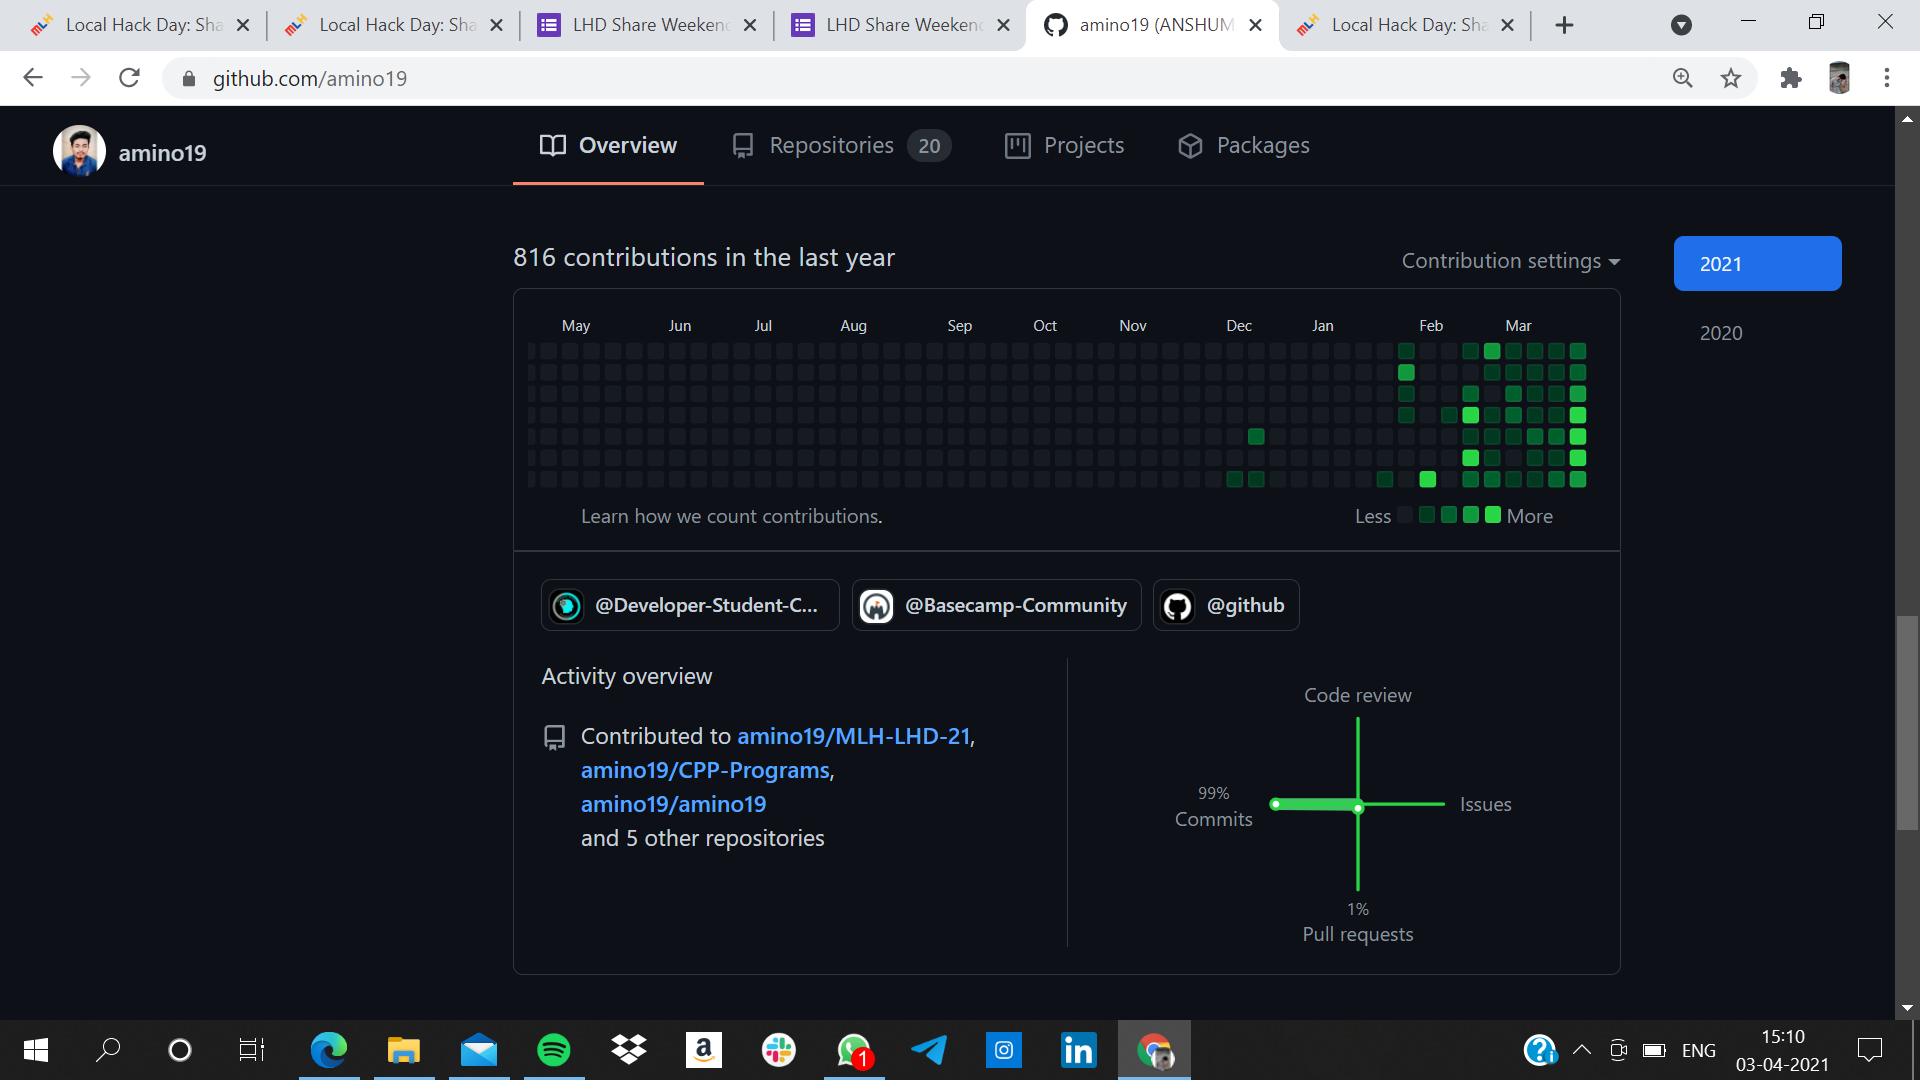 Local Hack Day: Sha
Local Hack Day: Sha
LHD Share Weekend
LHD Share Weekend
amino19 (ANSHUM
Local Hack Day: Sha
github.com/amino19
amino19
Overview
Repositories 20
Projects
Packages
816 contributions in the last year
Contribution settings
2021
2020
May Jun Jul Aug Sep Oct Nov Dec Jan Feb Mar
Learn how we count contributions.
Less More
@Developer-Student-C...
@Basecamp-Community
@github
Activity overview
Contributed to amino19/MLH-LHD-21,
amino19/CPP-Programs,
amino19/amino19
and 5 other repositories
Code review
99%
Commits
Issues
1%
Pull requests
1
ENG
15:10
03-04-2021